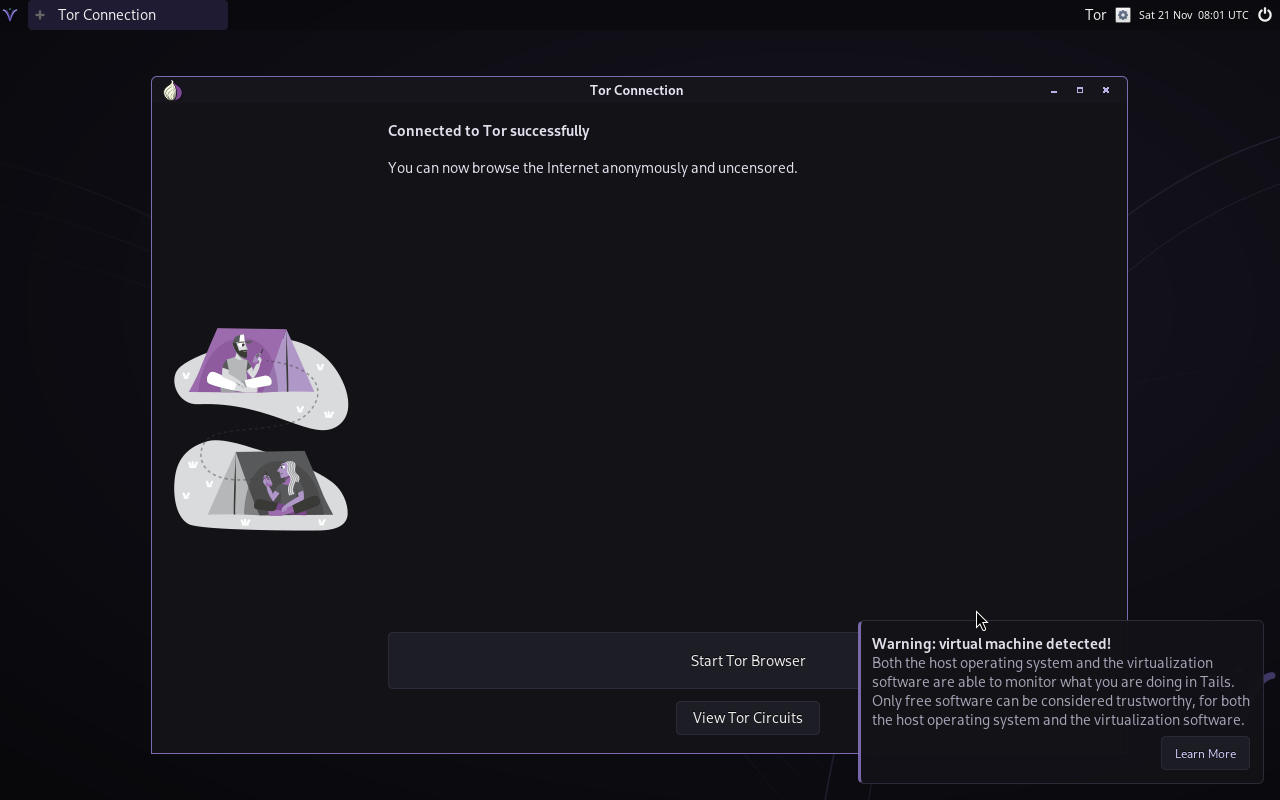 Tor Connection
Tor
Sat 21 Nov 08:01 UTC
Tor Connection
Connected to Tor successfully
You can now browse the Internet anonymously and uncensored.
Start Tor Browser
View Tor Circuits
Warning: virtual machine detected!
Both the host operating system and the virtualization
software are able to monitor what you are doing in Tails.
Only free software can be considered trustworthy, for both
the host operating system and the virtualization software.
Learn More